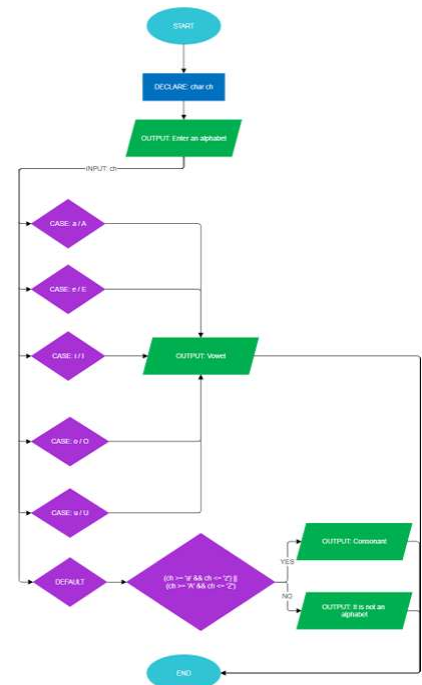 START
DECLARE: char ch
OUTPUT: Enter an alphabet
INPUT: ch
CASE: a / A
CASE: e / E
CASE: i / I
OUTPUT: Vowel
CASE: o / O
CASE: u / U
DEFAULT
(ch >= 'a' && ch <= 'z') ||
(ch >= 'A' && ch <= 'Z')
YES
OUTPUT: Consonant
NO
OUTPUT: It is not an
alphabet
END